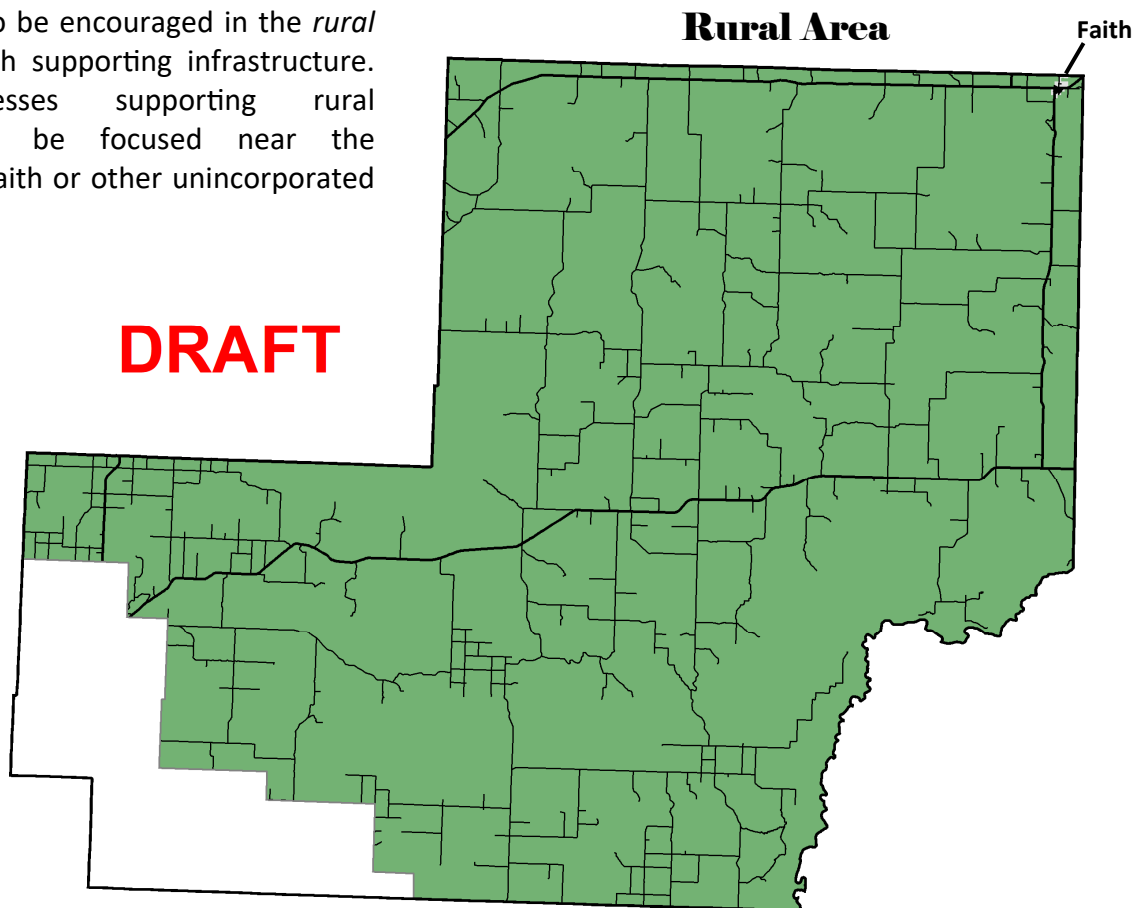 o be encouraged in the rural
h supporting infrastructure.
esses supporting rural
be focused near the
aith or other unincorporated
DRAFT
Rural Area
Faith